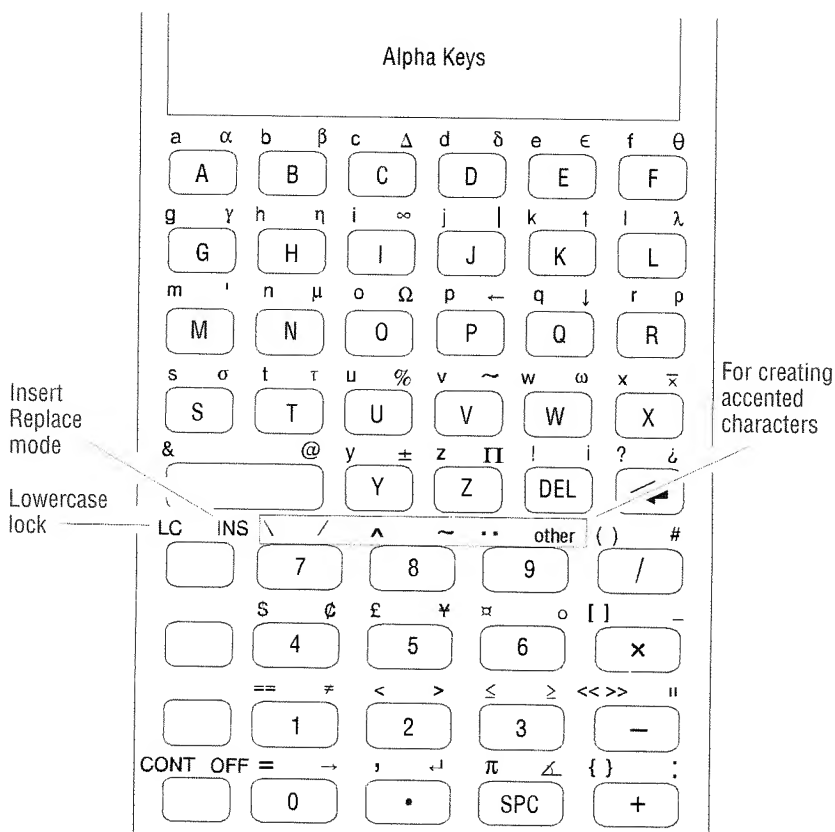 Alpha Keys
a α b β c Δ d δ e ϵ f θ
A B C D E F
g γ h η i ∞ j | k ↑ l λ
G H I J K L
m ' n μ o Ω p ← q ↓ r ρ
M N O P Q R
s σ t τ u % v ~ w ω x x̅
S T U V W X
Insert
Replace
mode
For creating
accented
characters
& @ y ± z Π ! ¡ ? ¿
Y Z DEL
Lowercase
lock
LC INS \ / ^ ~ ·· other ( ) #
7 8 9 /
$ ¢ £ ¥ ¤ o [ ] _
4 5 6 ×
== ≠ < > ≤ ≥ << >> "
1 2 3 −
CONT OFF = → , ↵ π ∡ { } :
0 • SPC +